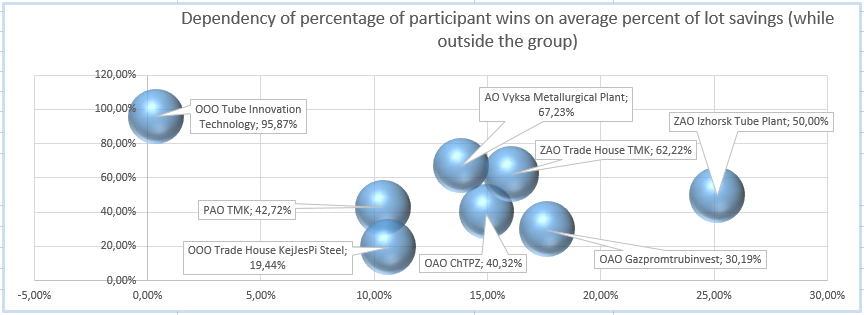 Dependency of percentage of participant wins on average percent of lot savings (while
outside the group)
120,00%
100,00%
80,00%
60,00%
40,00%
20,00%
0,00%
OOO Tube Innovation
Technology; 95,87%
AO Vyksa Metallurgical Plant;
67,23%
ZAO Izhorsk Tube Plant; 50,00%
ZAO Trade House TMK; 62,22%
PAO TMK; 42,72%
OOO Trade House KejJesPi Steel;
19,44%
OAO ChTPZ; 40,32%
OAO Gazpromtrubinvest; 30,19%
-5,00%
0,00%
5,00%
10,00%
15,00%
20,00%
25,00%
30,00%